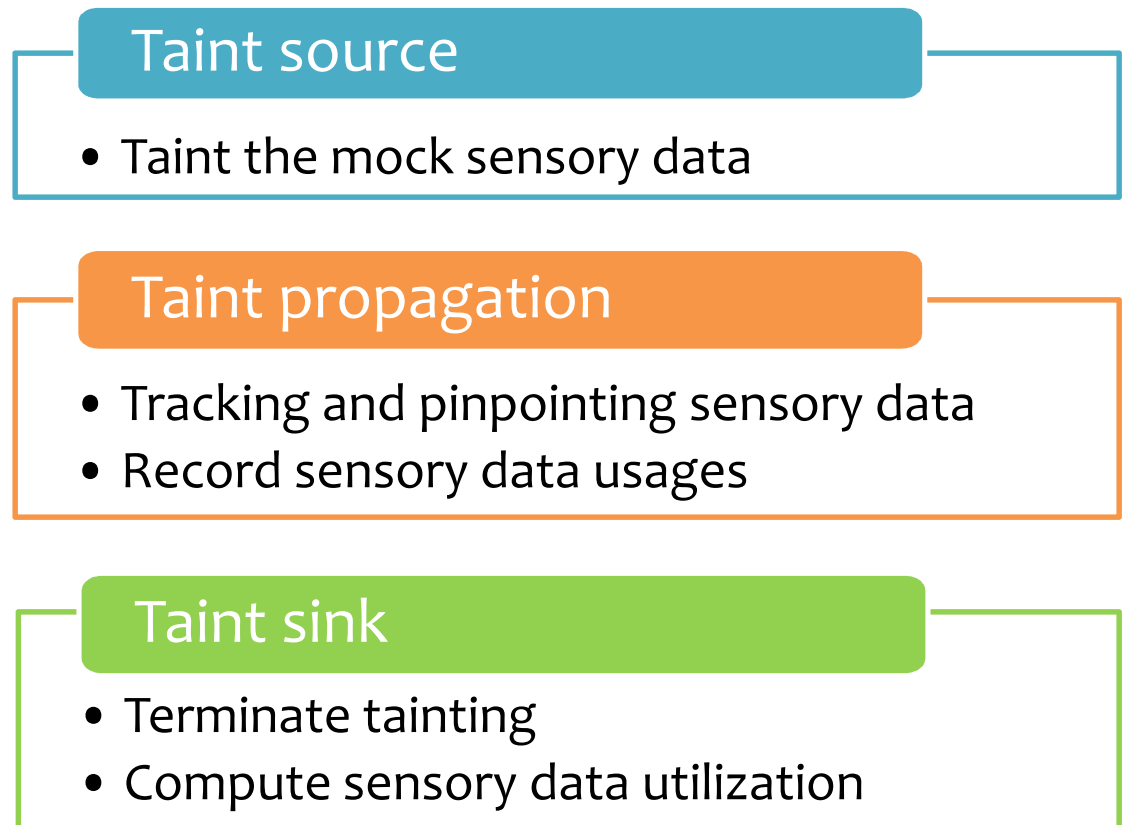 Taint source
• Taint the mock sensory data
Taint propagation
• Tracking and pinpointing sensory data
• Record sensory data usages
Taint sink
• Terminate tainting
• Compute sensory data utilization